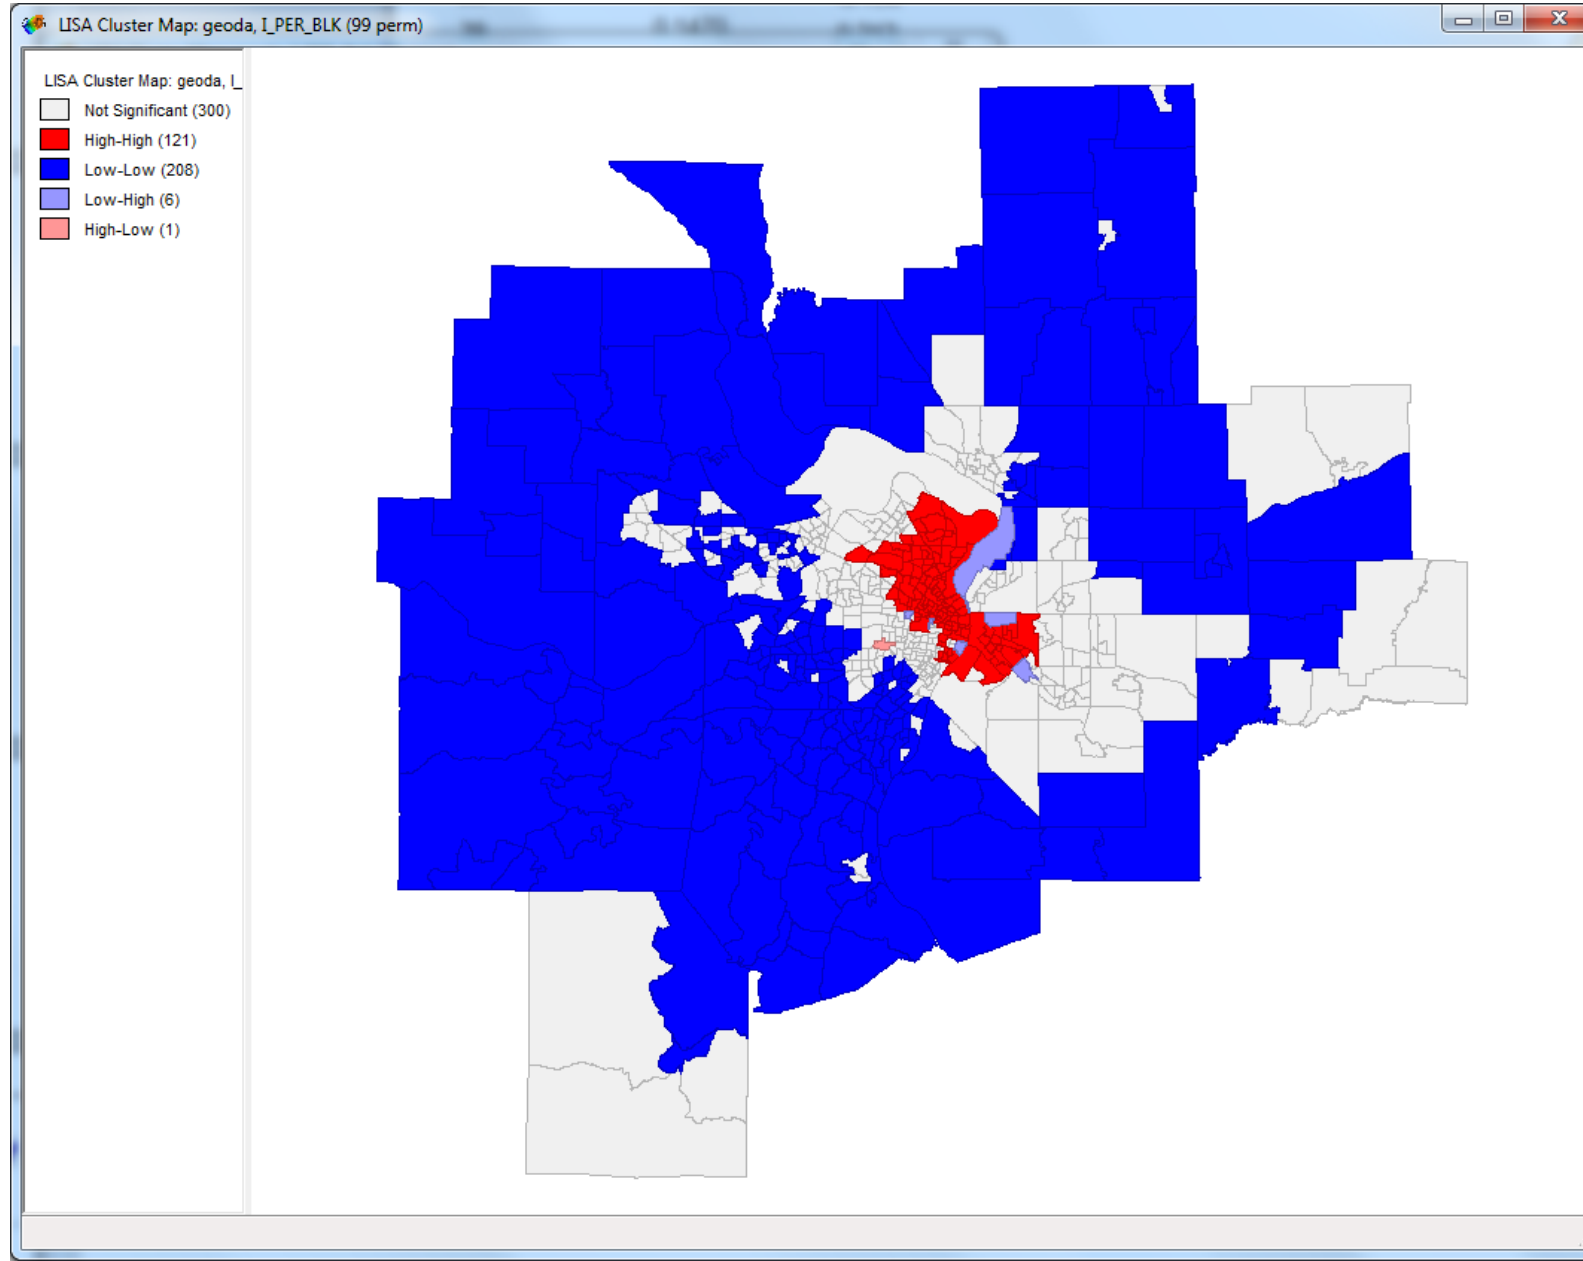 LISA Cluster Map: geoda, I_PER_BLK (99 perm)
LISA Cluster Map: geoda, I_
Not Significant (300)
High-High (121)
Low-Low (208)
Low-High (6)
High-Low (1)